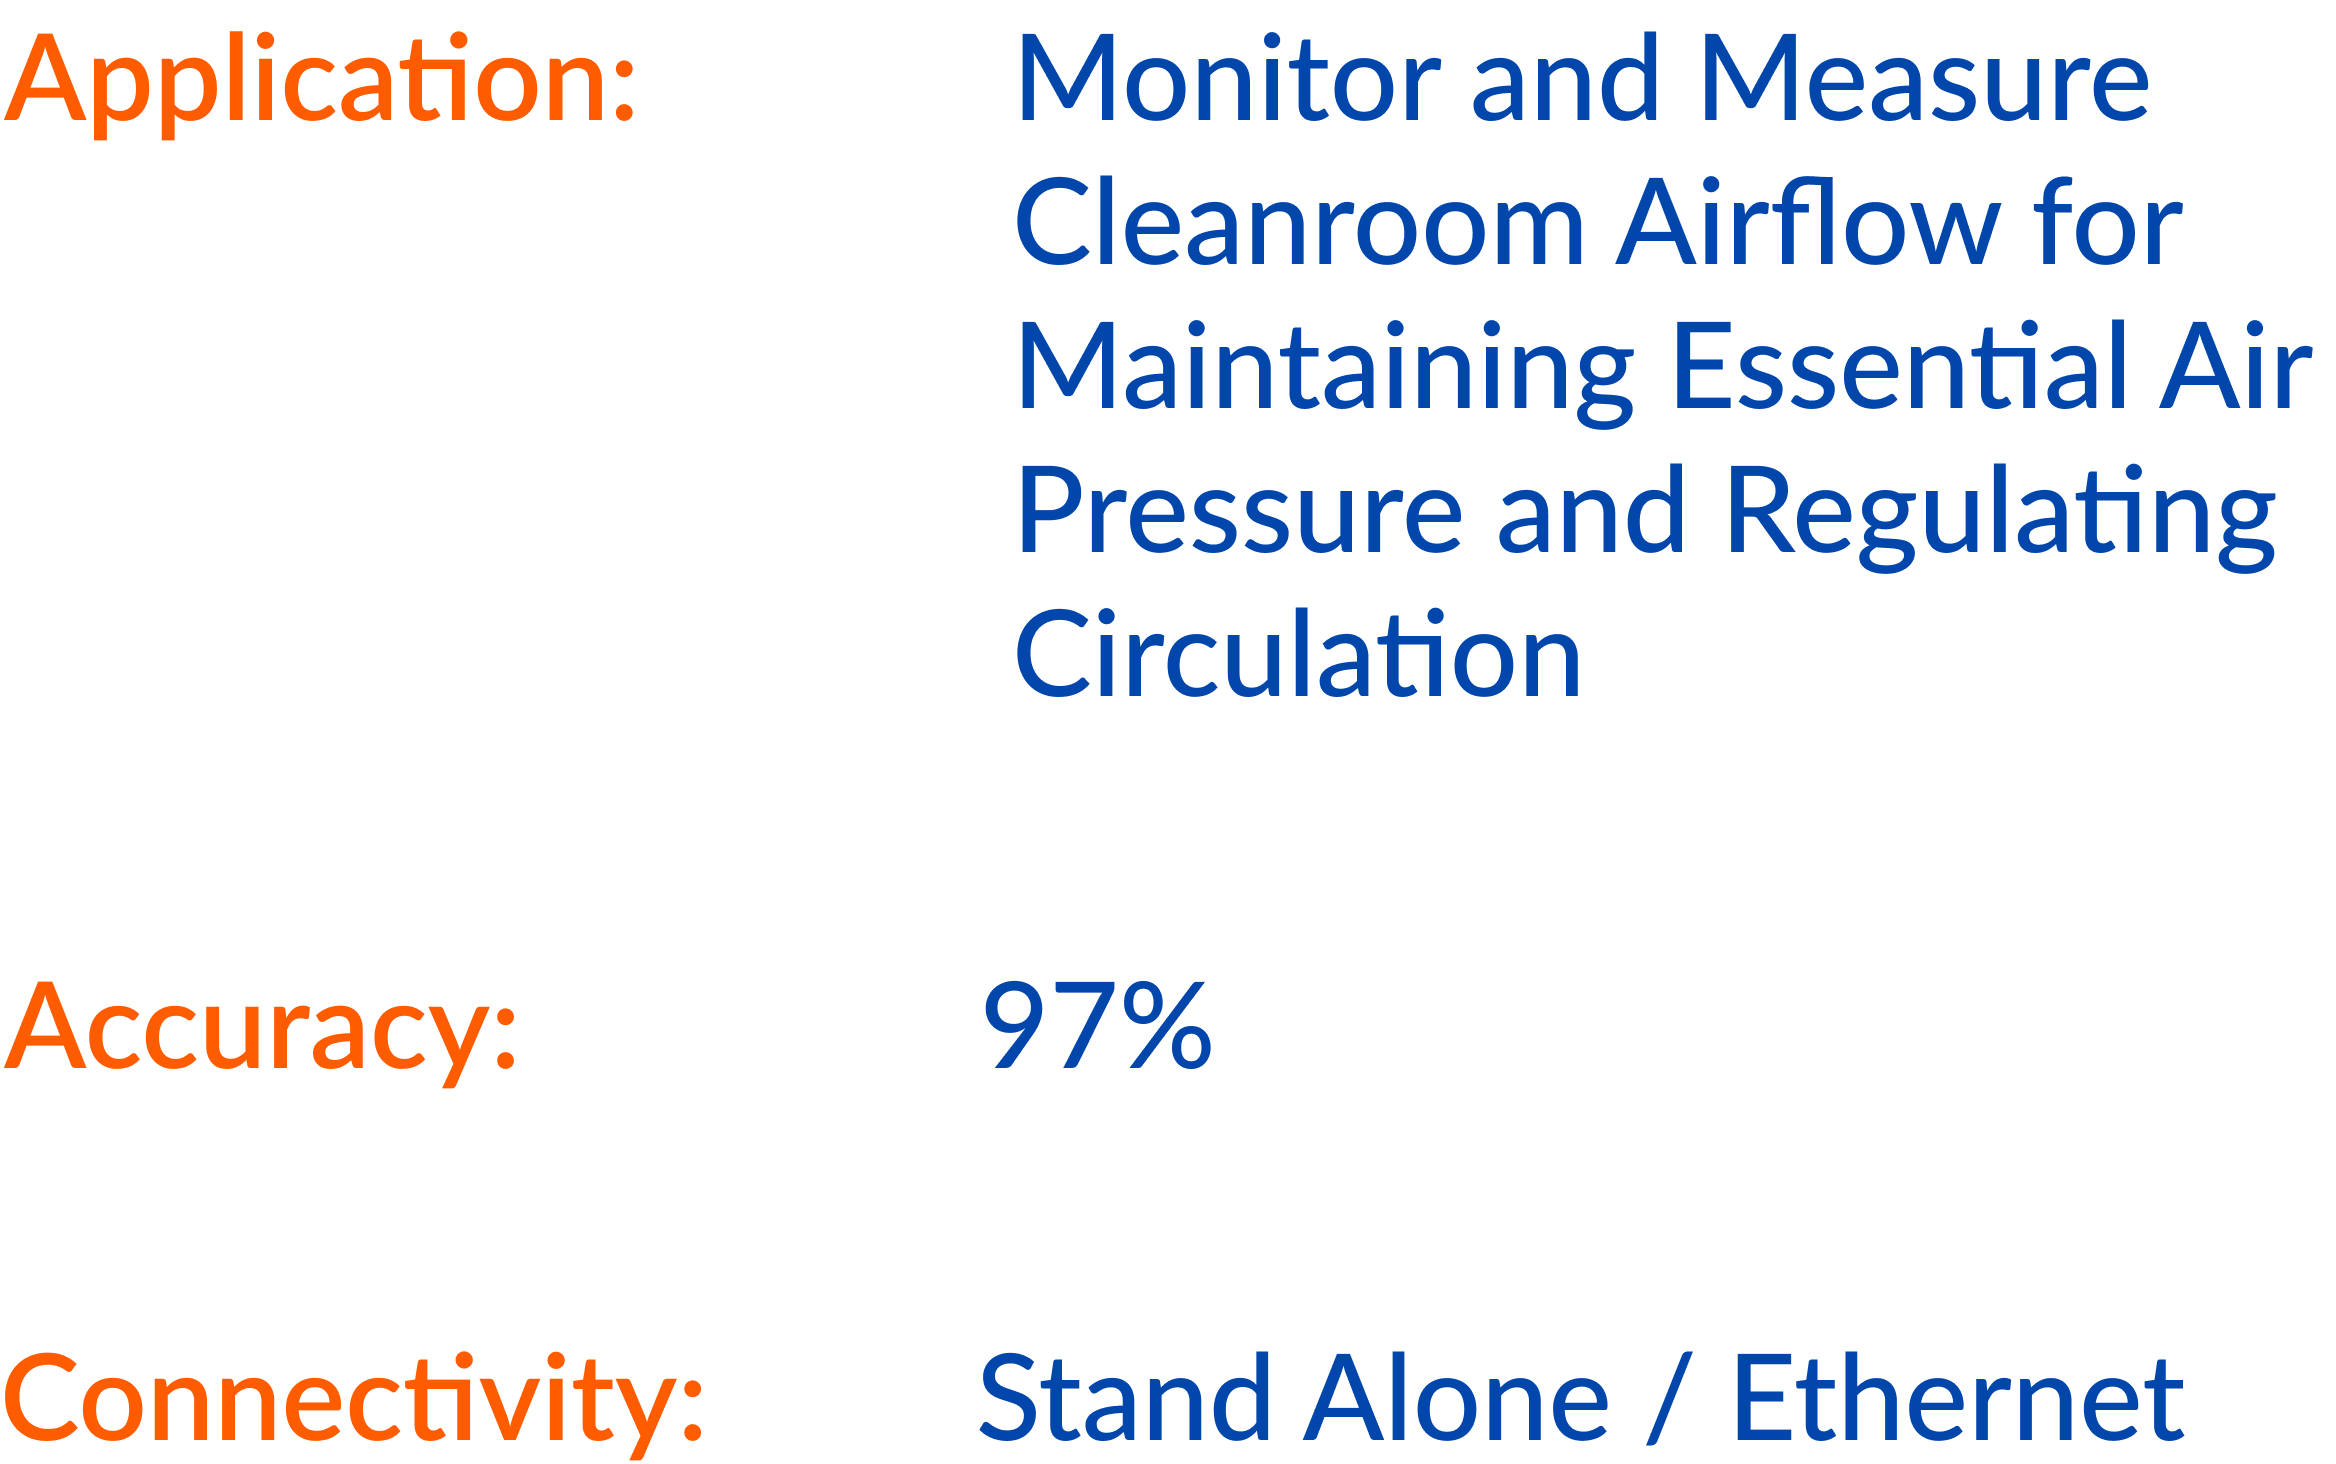 Application: Monitor and Measure
Cleanroom Airflow for
Maintaining Essential Air
Pressure and Regulating
Circulation
Accuracy: 97%
Connectivity: Stand Alone / Ethernet